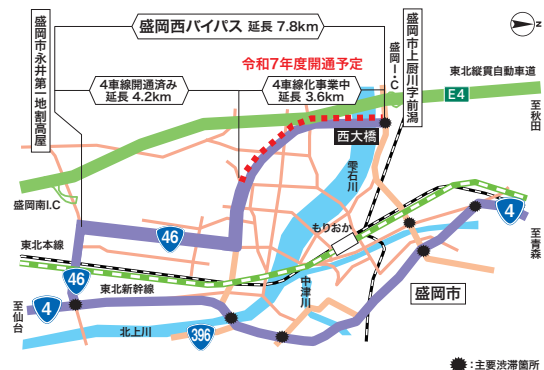 盛岡西バイパス 延長 7.8km
令和7年度開通予定
4車線開通済み
延長 4.2km
4車線化事業中
延長 3.6km
盛岡市永井第一地割高屋
盛岡I・C
盛岡市上厨川字前潟
N
東北縦貫自動車道
E4
至秋田
西大橋
雫石川
盛岡南I.C
もりおか
46
4
至青森
東北本線
46
東北新幹線
中津川
盛岡市
4
至仙台
北上川
396
：主要渋滞箇所